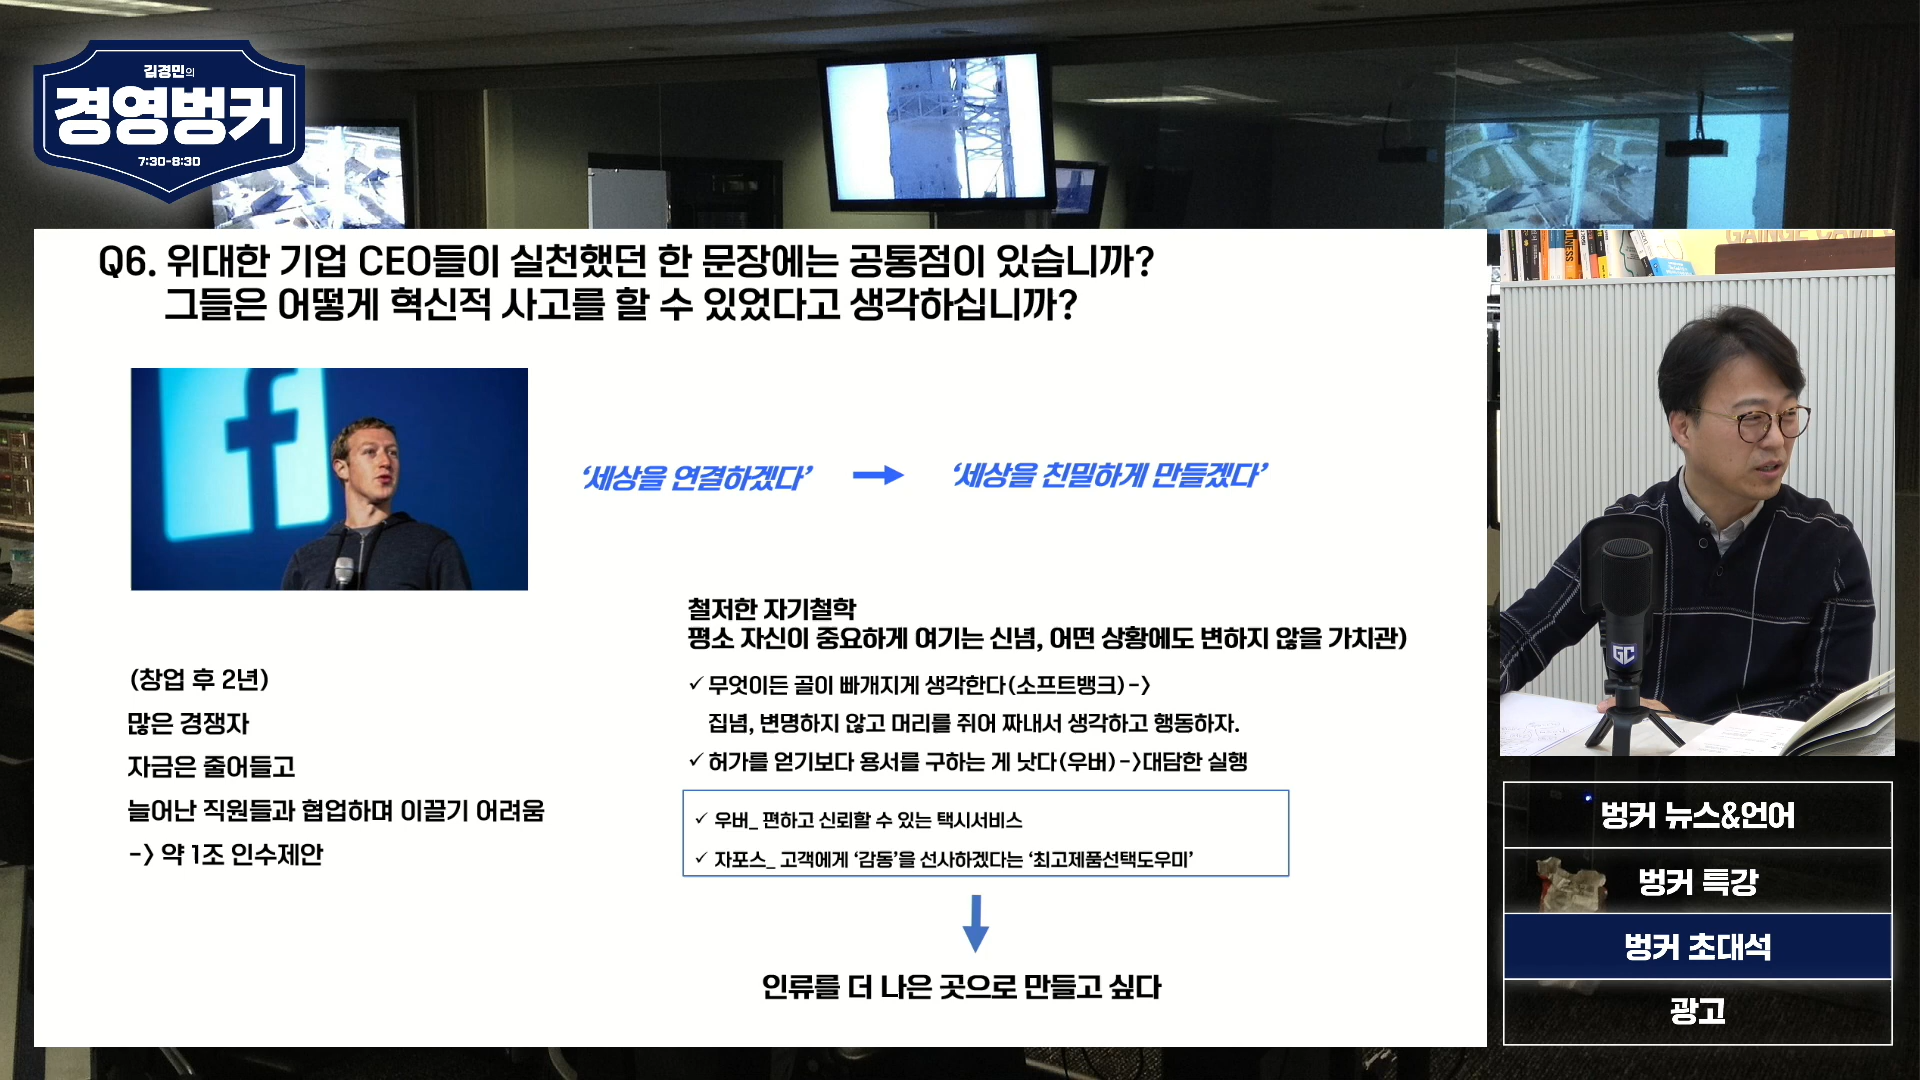 김경민의
경영벙커
7:30-8:30
Q6. 위대한 기업 CEO들이 실천했던 한 문장에는 공통점이 있습니까?
그들은 어떻게 혁신적 사고를 할 수 있었다고 생각하십니까?
f
‘세상을 연결하겠다’ → ‘세상을 친밀하게 만들겠다’
(창업 후 2년)
많은 경쟁자
자금은 줄어들고
늘어난 직원들과 협업하며 이끌기 어려움
-> 약 1조 인수제안
철저한 자기철학
평소 자신이 중요하게 여기는 신념, 어떤 상황에도 변하지 않을 가치관)
✓ 무엇이든 골이 빠개지게 생각한다(소프트뱅크)->
집념, 변명하지 않고 머리를 쥐어 짜내서 생각하고 행동하자.
✓ 허가를 얻기보다 용서를 구하는 게 낫다(우버)->대담한 실행
✓ 우버_ 편하고 신뢰할 수 있는 택시서비스
✓ 자포스_ 고객에게 ‘감동’을 선사하겠다는 ‘최고제품선택도우미’
인류를 더 나은 곳으로 만들고 싶다
GC
벙커 뉴스&언어
벙커 특강
벙커 초대석
광고